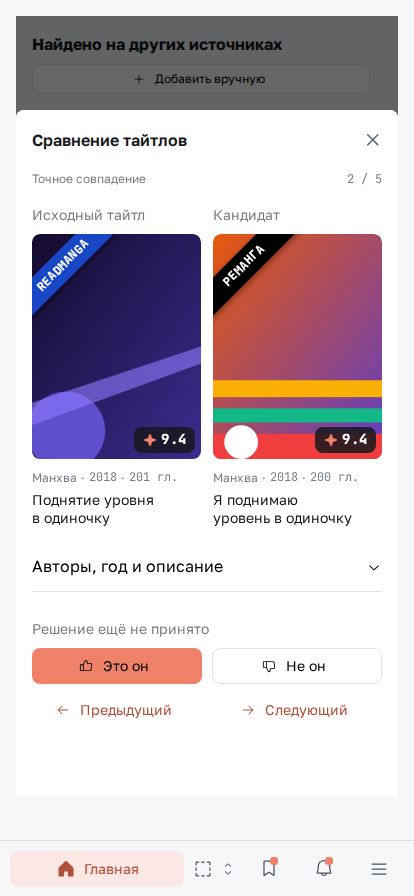 Найдено на других источниках
Добавить вручную
Сравнение тайтлов
Точное совпадение
2 / 5
Исходный тайтл
Кандидат
READMANGA
РЕМАНГА
9.4
9.4
Манхва · 2018 · 201 гл.
Манхва · 2018 · 200 гл.
Поднятие уровня
в одиночку
Я поднимаю
уровень в одиночку
Авторы, год и описание
Решение ещё не принято
Это он
Не он
Предыдущий
Следующий
Главная